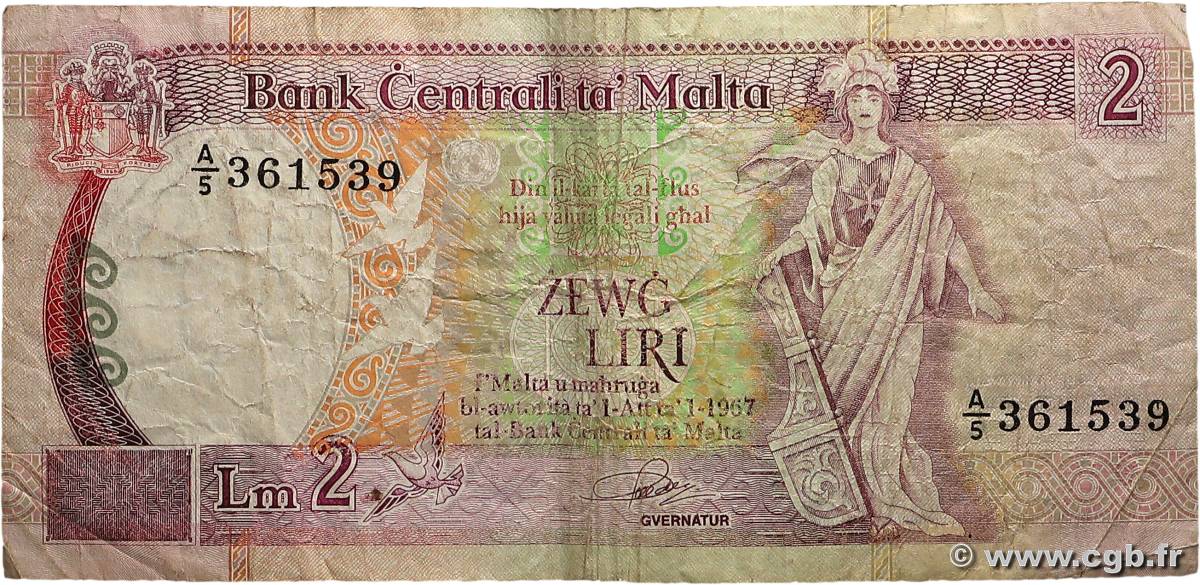 Bank Ċentrali ta' Malta
2
A/5 361539
Din il-karta tal-flus
hija valuta legali għal
ŻEWĠ
LIRI
f'Malta u maħruġa
bl-awtorità ta' l-Att ta' l-1967
tal-Bank Ċentrali ta' Malta
A/5 361539
Lm 2
GVERNATUR
© www.cgb.fr